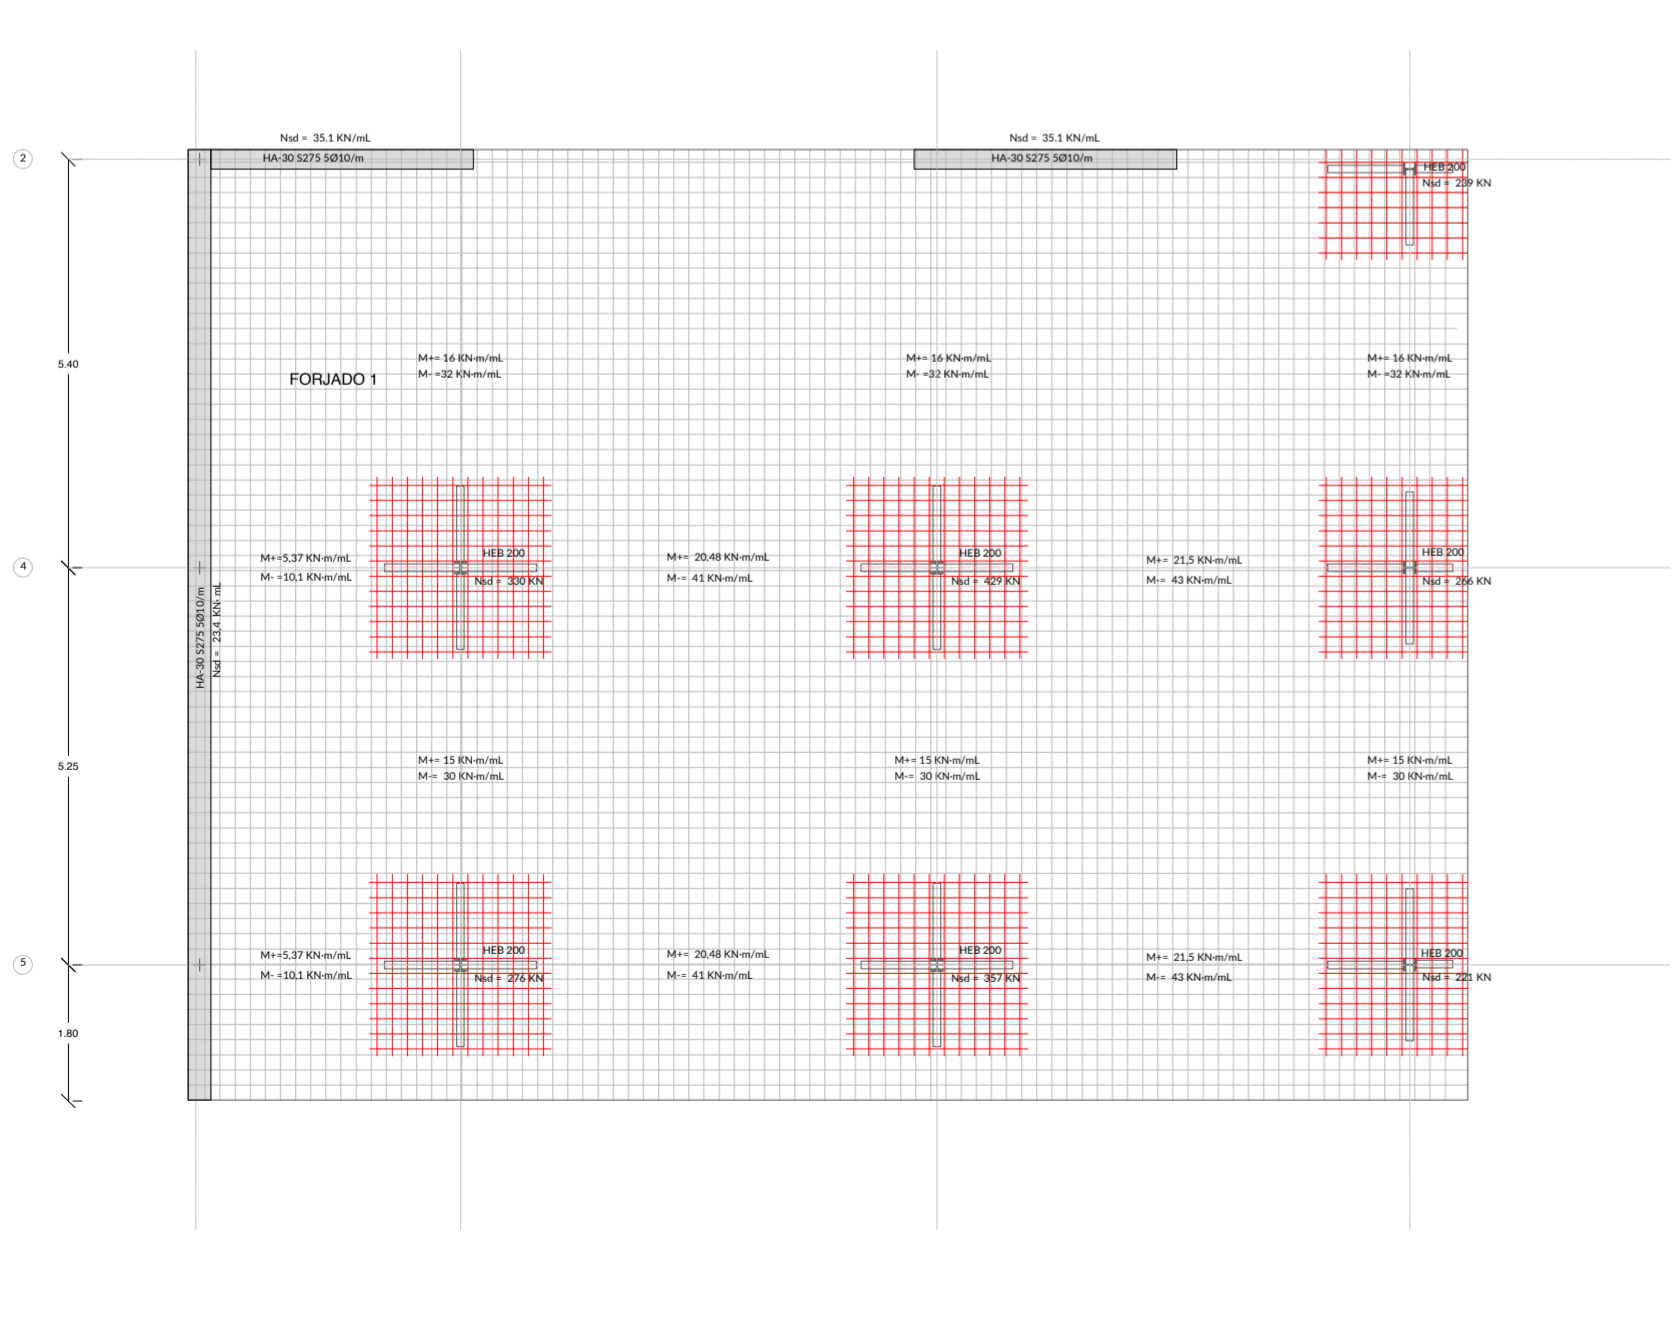 Nsd = 35.1 KN/mL
Nsd = 35.1 KN/mL
2
HA-30 S275 5Ø10/m
HA-30 S275 5Ø10/m
HEB 200
Nsd = 239 KN
5.40
M+= 16 KN·m/mL
M- =32 KN·m/mL
M+= 16 KN·m/mL
M- =32 KN·m/mL
M+= 16 KN·m/mL
M- =32 KN·m/mL
FORJADO 1
4
M+=5,37 KN·m/mL
M- =10,1 KN·m/mL
HEB 200
Nsd = 330 KN
M+= 20,48 KN·m/mL
M-= 41 KN·m/mL
HEB 200
Nsd = 429 KN
M+= 21,5 KN·m/mL
M-= 43 KN·m/mL
HEB 200
Nsd = 266 KN
HA-30 S275 5Ø10/m
Nsd = 23,4 KN· mL
5.25
M+= 15 KN·m/mL
M-= 30 KN·m/mL
M+= 15 KN·m/mL
M-= 30 KN·m/mL
M+= 15 KN·m/mL
M-= 30 KN·m/mL
5
M+=5,37 KN·m/mL
M- =10,1 KN·m/mL
HEB 200
Nsd = 276 KN
M+= 20,48 KN·m/mL
M-= 41 KN·m/mL
HEB 200
Nsd = 357 KN
M+= 21,5 KN·m/mL
M-= 43 KN·m/mL
HEB 200
Nsd = 221 KN
1.80